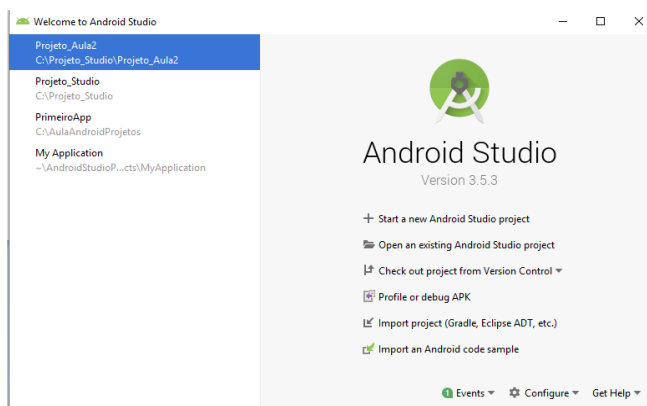 Welcome to Android Studio
Projeto_Aula2
C:\Projeto_Studio\Projeto_Aula2
Projeto_Studio
C:\Projeto_Studio
PrimeiroApp
C:\AulaAndroidProjetos
My Application
~\AndroidStudioP...cts\MyApplication
Android Studio
Version 3.5.3
Start a new Android Studio project
Open an existing Android Studio project
Check out project from Version Control
Profile or debug APK
Import project (Gradle, Eclipse ADT, etc.)
Import an Android code sample
1 Events Configure Get Help